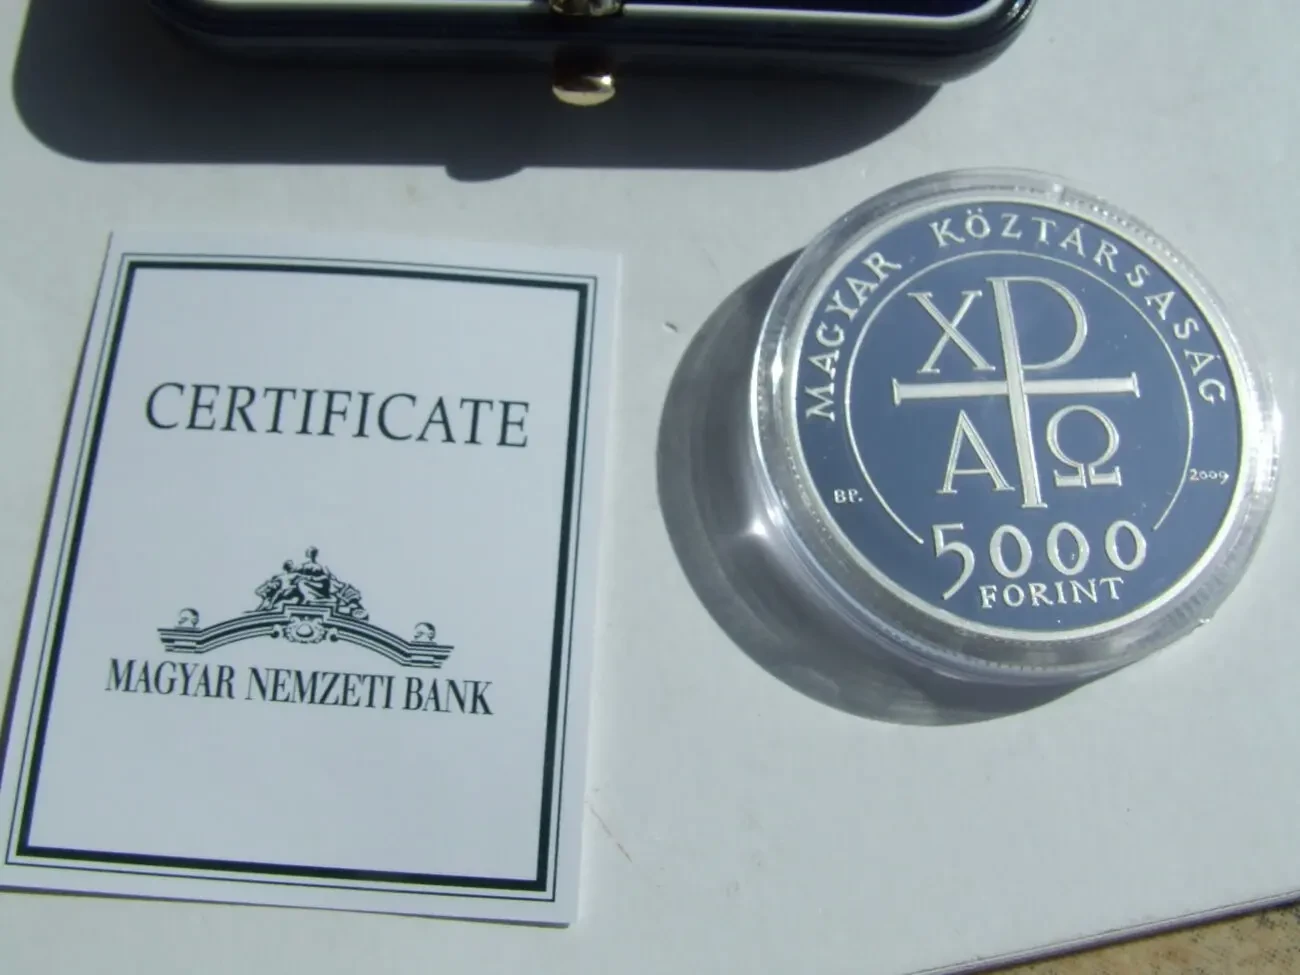 CERTIFICATE
MAGYAR NEMZETI BANK
MAGYAR KÖZTÁRSASÁG
XP
AΩ
BP.
2009
5000
FORINT